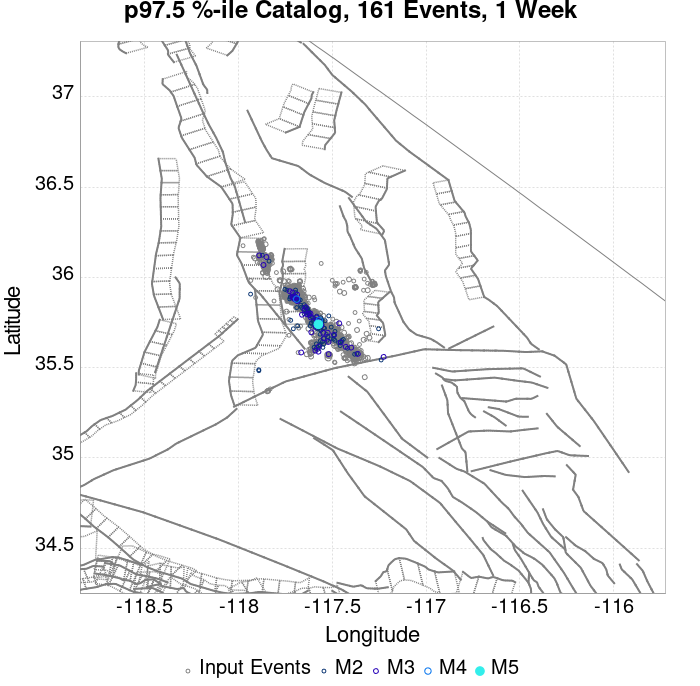 p97.5 %-ile Catalog, 161 Events, 1 Week
37
36.5
36
35.5
35
34.5
Latitude
-118.5 -118 -117.5 -117 -116.5 -116
Longitude
Input Events M2 M3 M4 M5